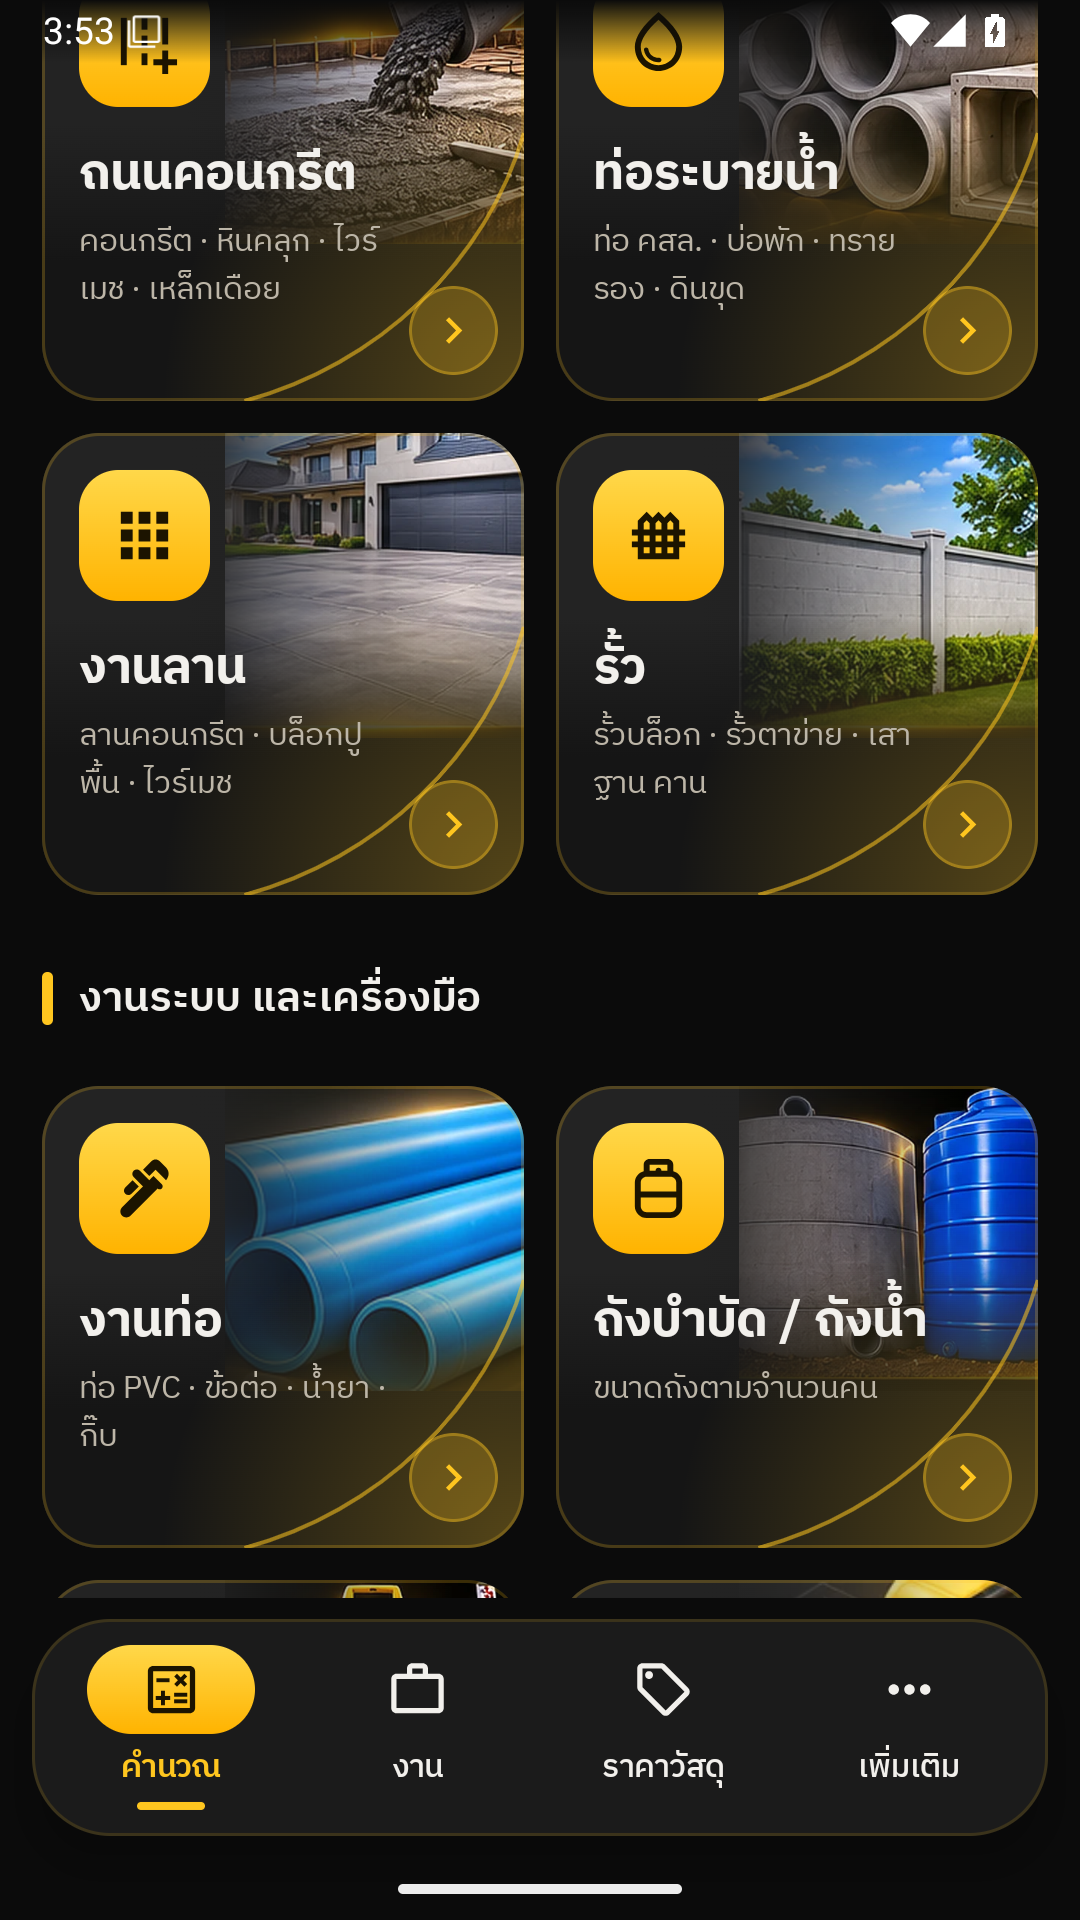 3:53
ถนนคอนกรีต
คอนกรีต · หินคลุก · ไวร์
เมช · เหล็กเดือย
ท่อระบายน้ำ
ท่อ คสล. · บ่อพัก · ทราย
รอง · ดินขุด
งานลาน
ลานคอนกรีต · บล็อกปู
พื้น · ไวร์เมช
รั้ว
รั้วบล็อก · รั้วตาข่าย · เสา
ฐาน คาน
งานระบบ และเครื่องมือ
งานท่อ
ท่อ PVC · ข้อต่อ · น้ำยา ·
กิ๊บ
ถังบำบัด / ถังน้ำ
ขนาดถังตามจำนวนคน
คำนวณ
งาน
ราคาวัสดุ
เพิ่มเติม